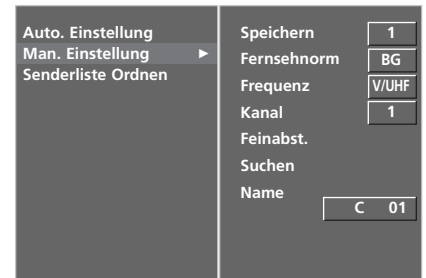 Auto. Einstellung
Man. Einstellung ►
Senderliste Ordnen
Speichern 1
Fernsehnorm BG
Frequenz V/UHF
Kanal 1
Feinabst.
Suchen
Name
C 01